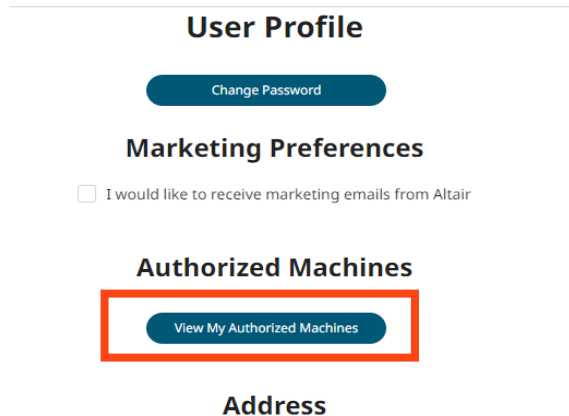 User Profile
Change Password
Marketing Preferences
I would like to receive marketing emails from Altair
Authorized Machines
View My Authorized Machines
Address